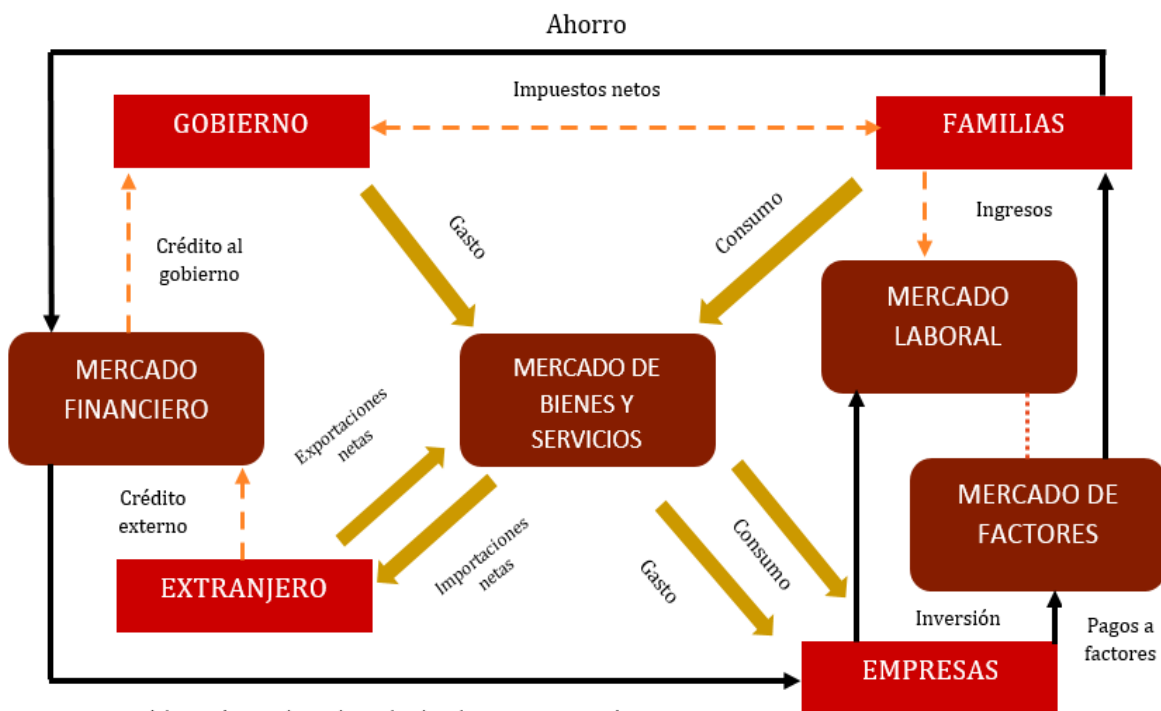 Ahorro
Impuestos netos
GOBIERNO
FAMILIAS
Gasto
Consumo
Ingresos
Crédito al
gobierno
MERCADO
LABORAL
MERCADO
FINANCIERO
MERCADO DE
BIENES Y
SERVICIOS
Exportaciones
netas
Importaciones
netas
Crédito
externo
EXTRANJERO
Gasto
Consumo
MERCADO DE
FACTORES
Inversión
Pagos a
factores
EMPRESAS